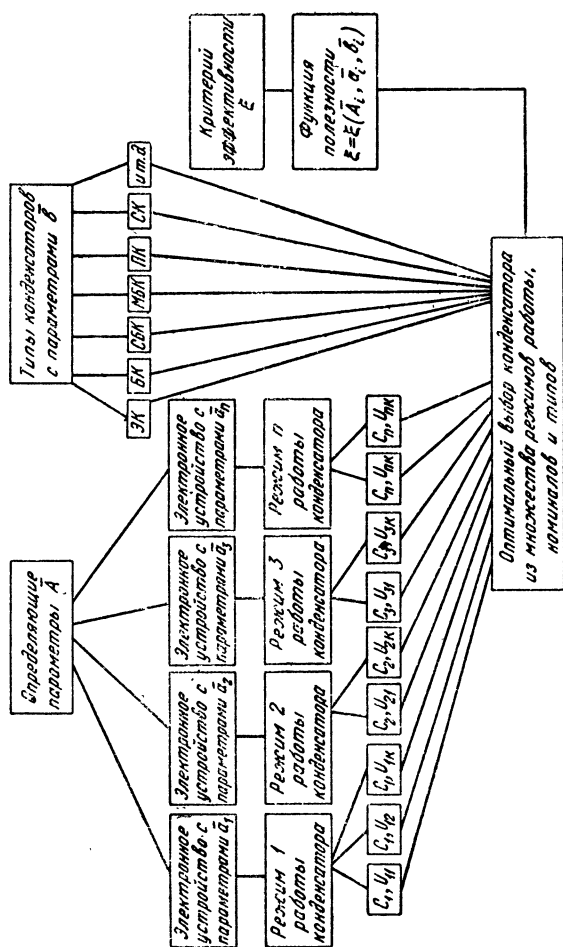 Определяющие
параметры Ā
Электронное
устройство с
параметрами ā₁
Электронное
устройство с
параметрами ā₂
Электронное
устройство с
параметрами ā₃
Электронное
устройство с
параметрами āₙ
Режим 1
работы
конденсатора
Режим 2
работы
конденсатора
Режим 3
работы
конденсатора
Режим п
работы
конденсатора
C₁, U₁₁
C₁, U₁₂
C₁, U₁ₖ
C₂, U₂₁
C₂, U₂ₖ
C₃, U₃₁
C₃, U₃ₖ
Cₙ, Uₙₖ
Cₙ, Uₙₖ
Типы конденсаторов
с параметрами в̄
ЭК
БК
СБК
МБК
ПК
СК
и т.д
Критерий
эффективности
ξ
Функция
полезности
ξ=ξ(Āᵢ, āᵢ, в̄ᵢ)
Оптимальный выбор конденсатора
из множества режимов работы,
номиналов и типов